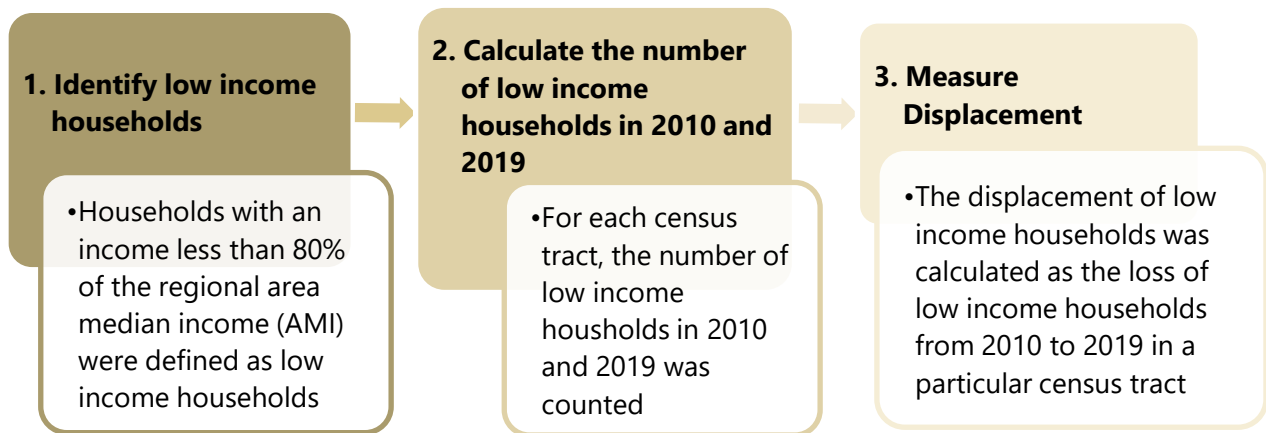 1. Identify low income
households
•Households with an
income less than 80%
of the regional area
median income (AMI)
were defined as low
income households
2. Calculate the number
of low income
households in 2010 and
2019
•For each census
tract, the number of
low income
housholds in 2010
and 2019 was
counted
3. Measure
Displacement
•The displacement of low
income households was
calculated as the loss of
low income households
from 2010 to 2019 in a
particular census tract